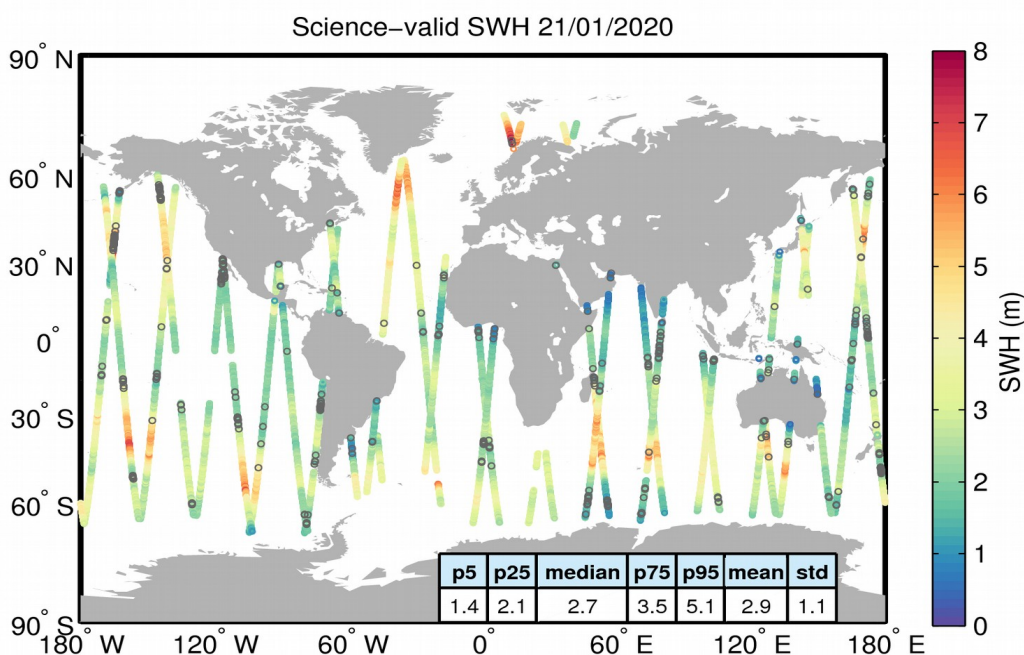 Science-valid SWH 21/01/2020
90° N
60° N
30° N
0°
30° S
60° S
90° S
180° W
120° W
60° W
0°
60° E
120° E
180° E
p5 p25 median p75 p95 mean std
1.4 2.1 2.7 3.5 5.1 2.9 1.1
8
7
6
5
4
3
2
1
0
SWH (m)